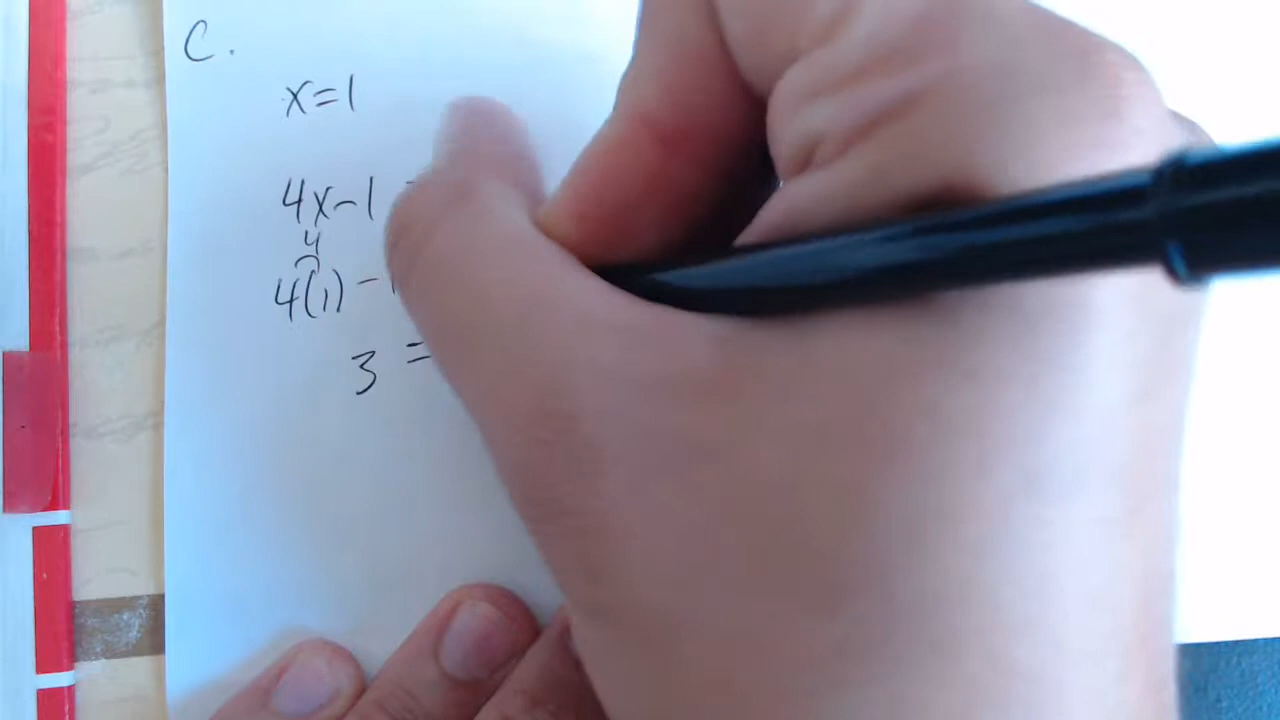 C.
x=1
4x-1
4
4(1)-
3 =